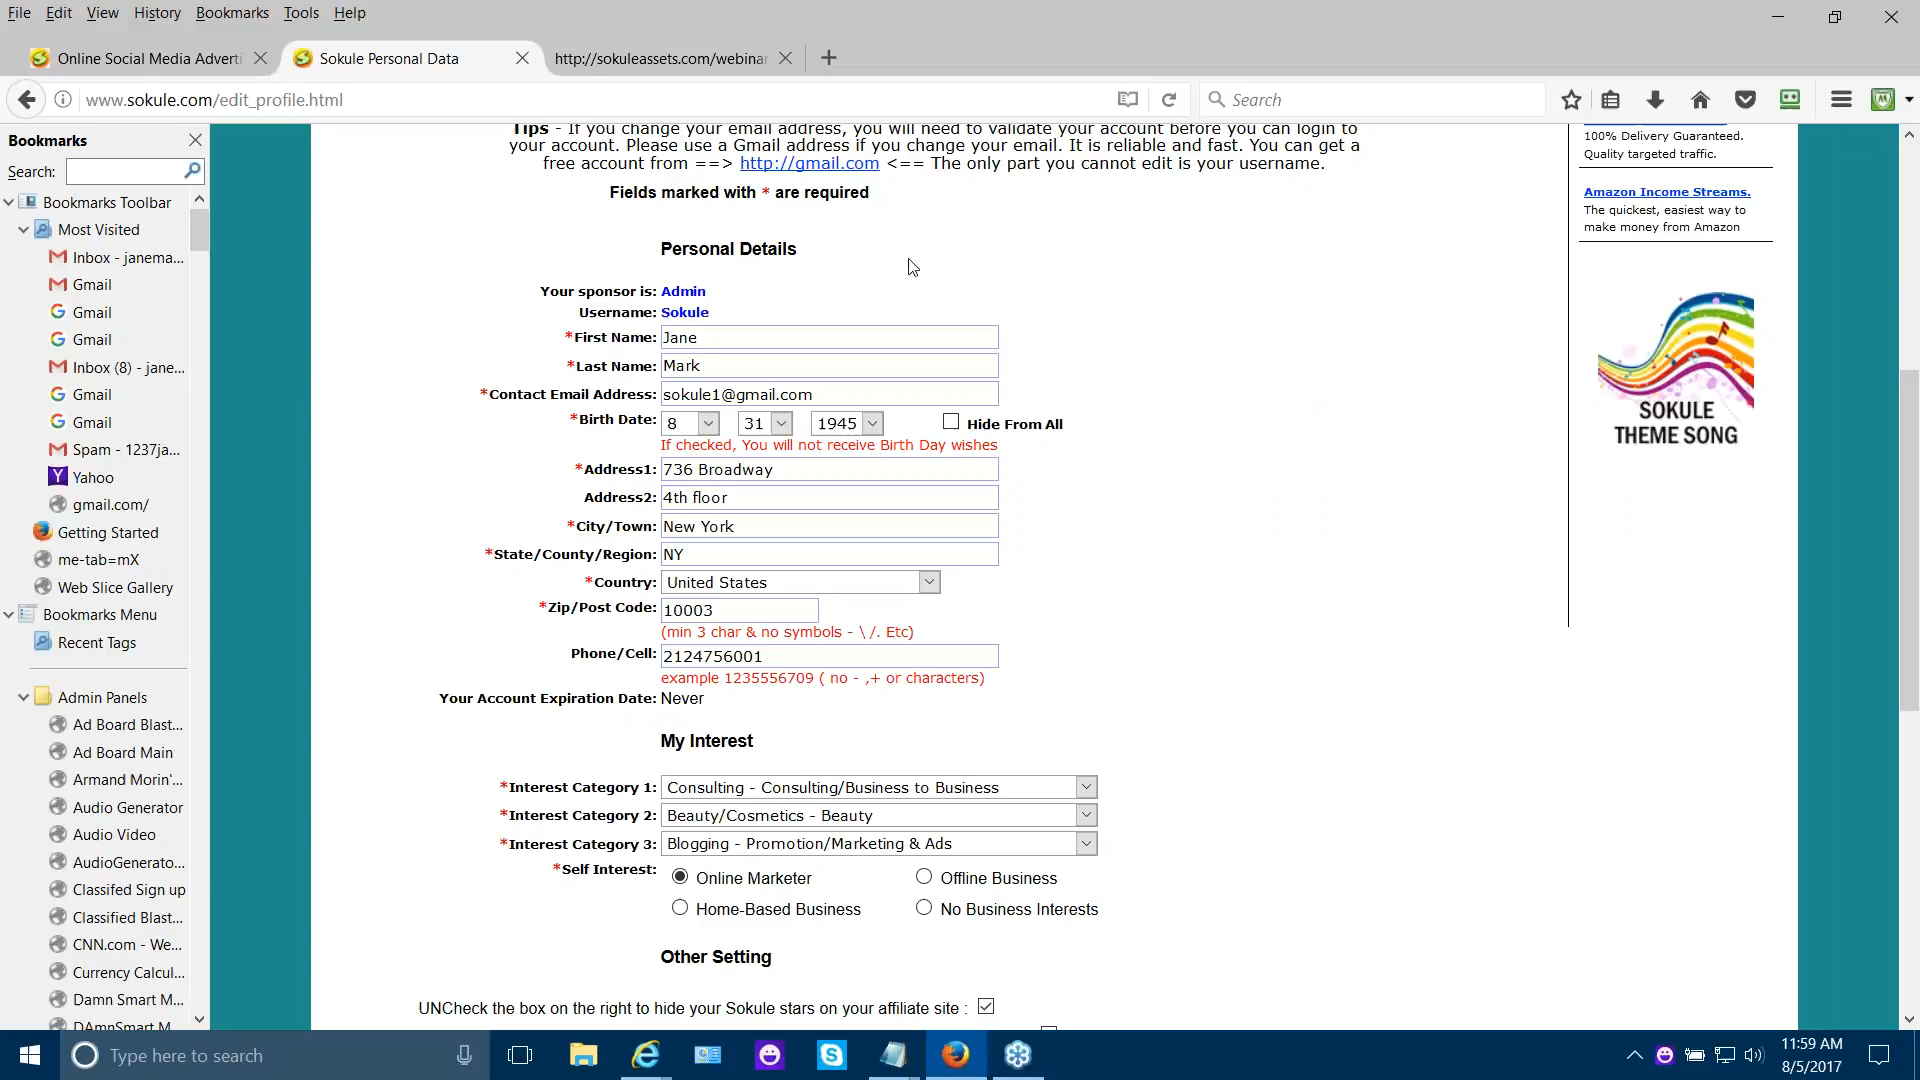 File Edit View History Bookmarks Tools Help
Online Social Media Adverti
Sokule Personal Data
http://sokuleassets.com/webinar
www.sokule.com/edit_profile.html
Search
Bookmarks
Search:
Bookmarks Toolbar
Most Visited
Inbox - janema...
Gmail
Gmail
Gmail
Inbox (8) - jane...
Gmail
Gmail
Spam - 1237ja...
Yahoo
gmail.com/
Getting Started
me-tab=mX
Web Slice Gallery
Bookmarks Menu
Recent Tags
Admin Panels
Ad Board Blast...
Ad Board Main
Armand Morin'...
Audio Generator
Audio Video
AudioGenerato...
Classifed Sign up
Classified Blast...
CNN.com - We...
Currency Calcul...
Damn Smart M...
DAmnSmart M
Tips - If you change your email address, you will need to validate your account before you can login to
your account. Please use a Gmail address if you change your email. It is reliable and fast. You can get a
free account from ==> http://gmail.com <== The only part you cannot edit is your username.
Fields marked with * are required
Personal Details
Your sponsor is: Admin
Username: Sokule
*First Name: Jane
*Last Name: Mark
*Contact Email Address: sokule1@gmail.com
*Birth Date: 8 31 1945 Hide From All
If checked, You will not receive Birth Day wishes
*Address1: 736 Broadway
Address2: 4th floor
*City/Town: New York
*State/County/Region: NY
*Country: United States
*Zip/Post Code: 10003
(min 3 char & no symbols - \ /. Etc)
Phone/Cell: 2124756001
example 1235556709 ( no - ,+ or characters)
Your Account Expiration Date: Never
My Interest
*Interest Category 1: Consulting - Consulting/Business to Business
*Interest Category 2: Beauty/Cosmetics - Beauty
*Interest Category 3: Blogging - Promotion/Marketing & Ads
*Self Interest: Online Marketer Offline Business
Home-Based Business No Business Interests
Other Setting
UNCheck the box on the right to hide your Sokule stars on your affiliate site :
100% Delivery Guaranteed.
Quality targeted traffic.
Amazon Income Streams.
The quickest, easiest way to
make money from Amazon
SOKULE
THEME SONG
Type here to search
11:59 AM
8/5/2017